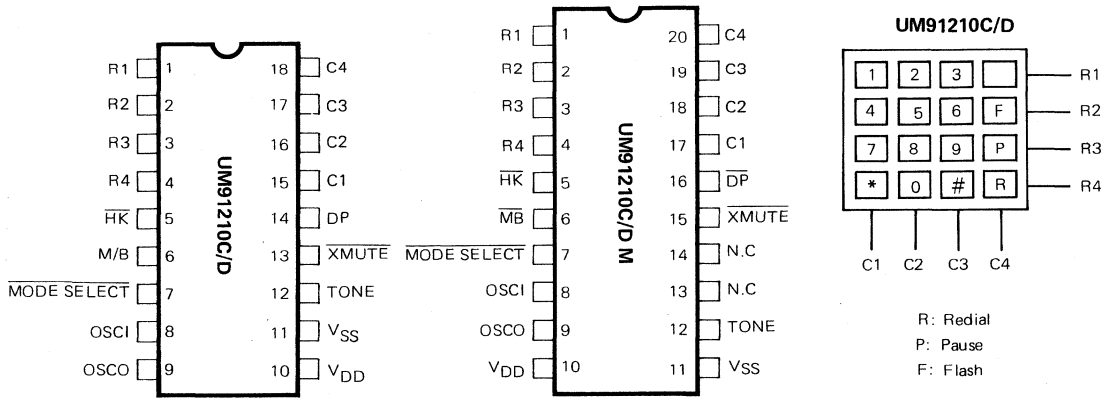 R1 1 18 C4
R2 2 17 C3
R3 3 16 C2
R4 4 15 C1
HK 5 14 DP
M/B 6 13 XMUTE
MODE SELECT 7 12 TONE
OSCI 8 11 VSS
OSCO 9 10 VDD
UM91210C/D
R1 1 20 C4
R2 2 19 C3
R3 3 18 C2
R4 4 17 C1
HK 5 16 DP
MB 6 15 XMUTE
MODE SELECT 7 14 N.C
OSCI 8 13 N.C
OSCO 9 12 TONE
VDD 10 11 VSS
UM91210C/D M
UM91210C/D
1 2 3 R1
4 5 6 F R2
7 8 9 P R3
* 0 # R R4
C1 C2 C3 C4
R: Redial
P: Pause
F: Flash